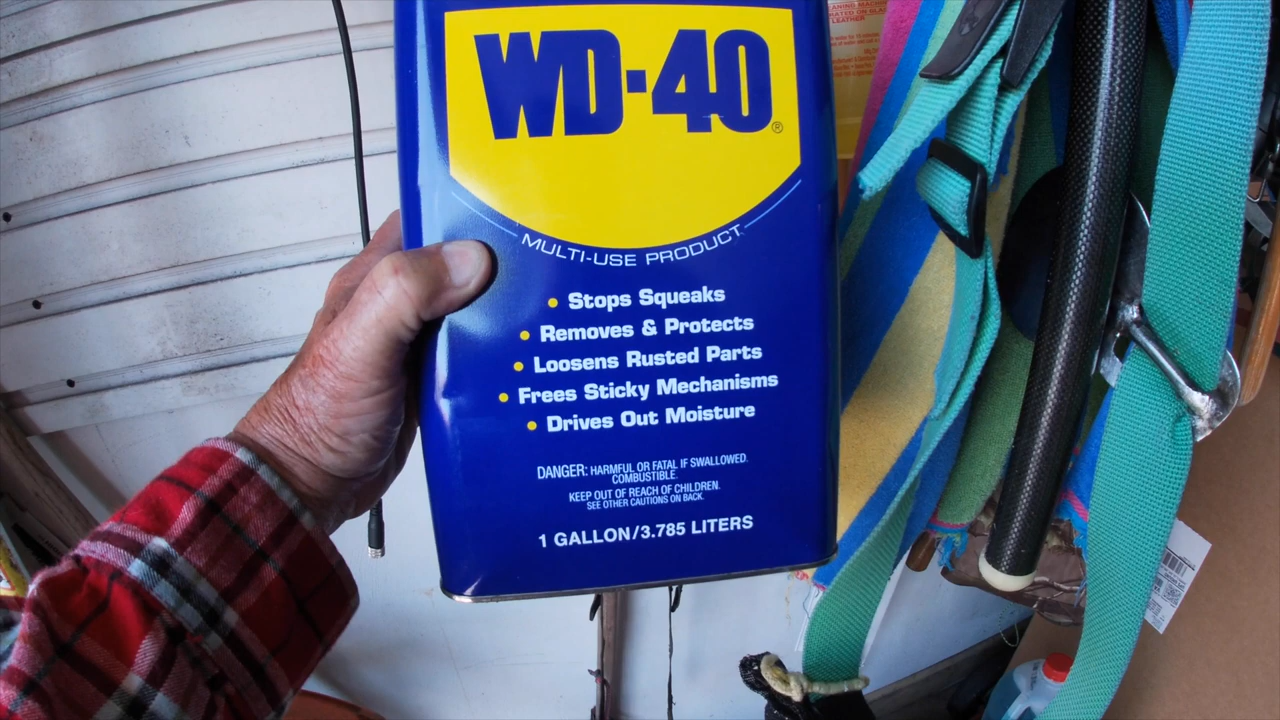 WD-40
®
MULTI-USE PRODUCT
• Stops Squeaks
• Removes & Protects
• Loosens Rusted Parts
• Frees Sticky Mechanisms
• Drives Out Moisture
DANGER: HARMFUL OR FATAL IF SWALLOWED.
COMBUSTIBLE.
KEEP OUT OF REACH OF CHILDREN.
SEE OTHER CAUTIONS ON BACK.
1 GALLON/3.785 LITERS
LEATHER